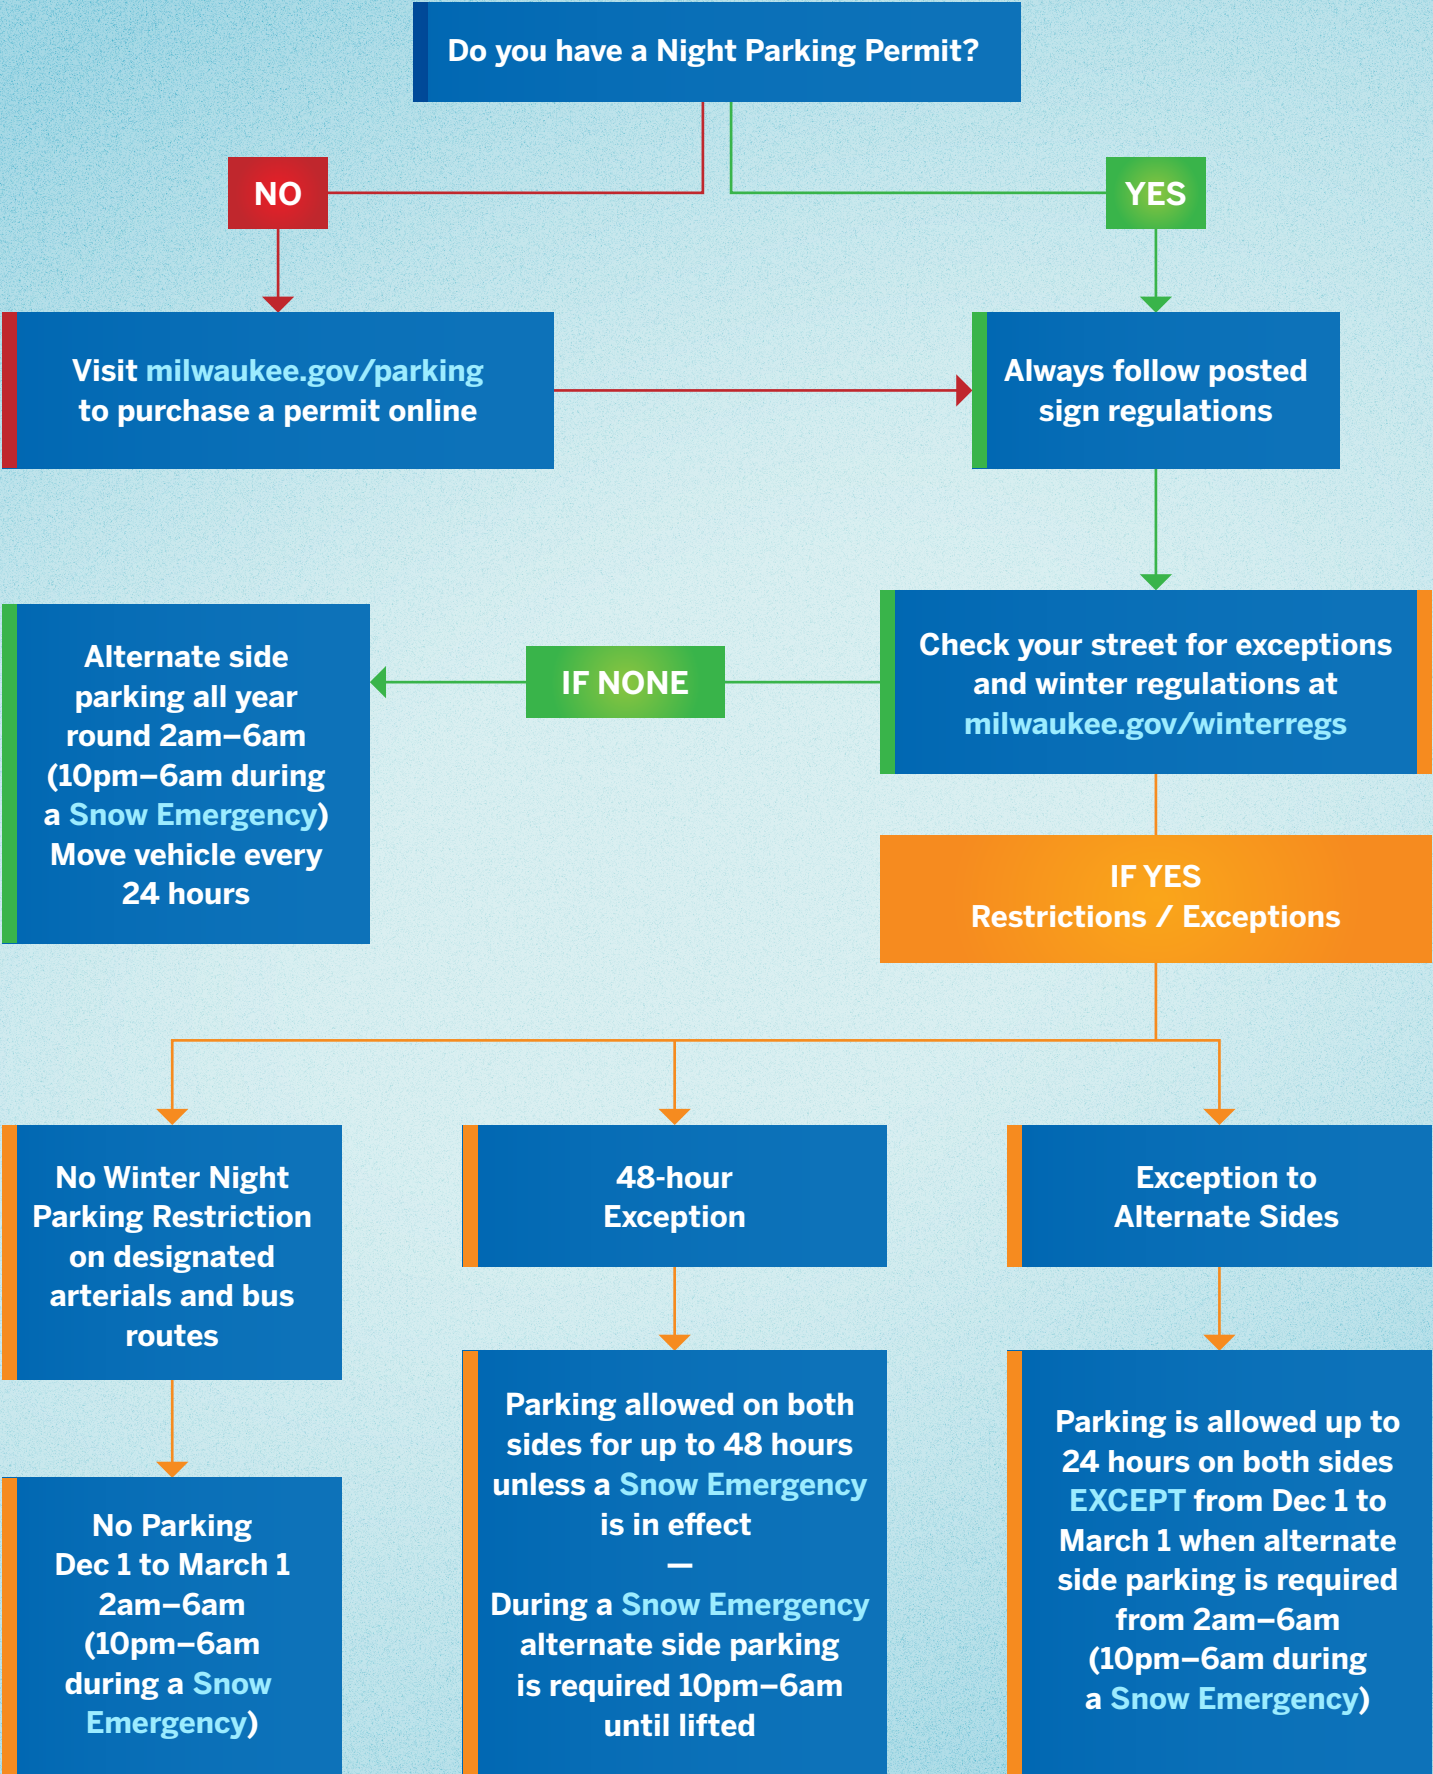 Do you have a Night Parking Permit?
NO
YES
Visit milwaukee.gov/parking
to purchase a permit online
Always follow posted
sign regulations
Check your street for exceptions
and winter regulations at
milwaukee.gov/winterregs
IF NONE
Alternate side
parking all year
round 2am–6am
(10pm–6am during
a Snow Emergency)
Move vehicle every
24 hours
IF YES
Restrictions / Exceptions
No Winter Night
Parking Restriction
on designated
arterials and bus
routes
No Parking
Dec 1 to March 1
2am–6am
(10pm–6am
during a Snow
Emergency)
48-hour
Exception
Parking allowed on both
sides for up to 48 hours
unless a Snow Emergency
is in effect
—
During a Snow Emergency
alternate side parking
is required 10pm–6am
until lifted
Exception to
Alternate Sides
Parking is allowed up to
24 hours on both sides
EXCEPT from Dec 1 to
March 1 when alternate
side parking is required
from 2am–6am
(10pm–6am during
a Snow Emergency)